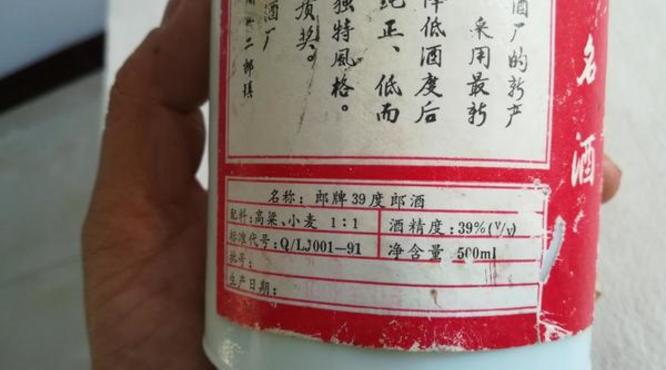 名酒
酒厂的新产
采用最新
降低酒度后
纯正、低而
独特風格。
质奖。
酒厂
二郎镇
名称: 郎牌39度郎酒
配料: 高粱、小麦 1:1
酒精度: 39%(V/V)
标准代号: Q/LJ001-91
净含量 500ml
批号:
生产日期: